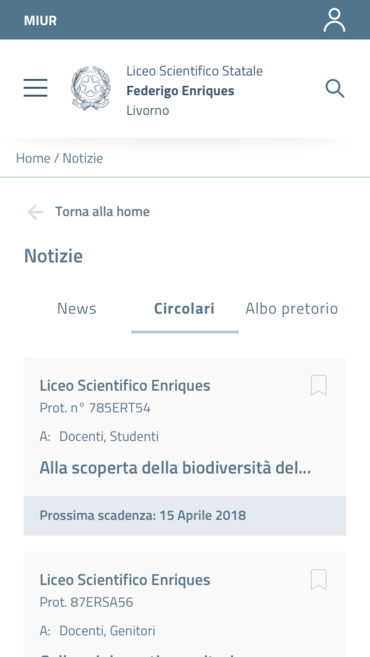 MIUR
Liceo Scientifico Statale
Federigo Enriques
Livorno
Home / Notizie
Torna alla home
Notizie
News Circolari Albo pretorio
Liceo Scientifico Enriques
Prot. n° 785ERT54
A: Docenti, Studenti
Alla scoperta della biodiversità del...
Prossima scadenza: 15 Aprile 2018
Liceo Scientifico Enriques
Prot. 87ERSA56
A: Docenti, Genitori